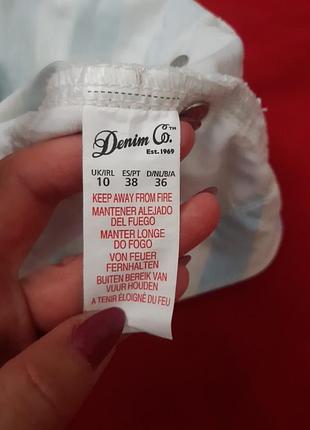 Denim Co.™
Est. 1969
UK/IRL ES/PT D/NL/B/A
10 38 36
KEEP AWAY FROM FIRE
MANTENER ALEJADO
DEL FUEGO
MANTER LONGE
DO FOGO
VON FEUER
FERNHALTEN
BUITEN BEREIK VAN
VUUR HOUDEN
A TENIR ÉLOIGNÉ DU FEU